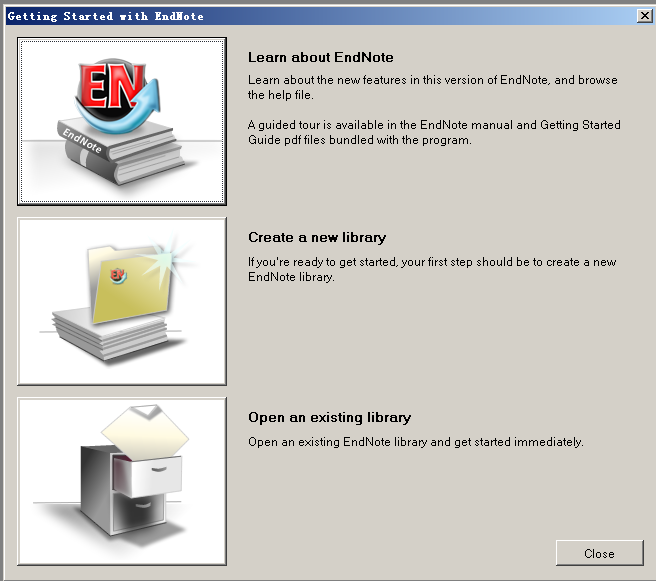 Getting Started with EndNote
EN
EndNote
Learn about EndNote
Learn about the new features in this version of EndNote, and browse
the help file.
A guided tour is available in the EndNote manual and Getting Started
Guide pdf files bundled with the program.
EN
Create a new library
If you're ready to get started, your first step should be to create a new
EndNote library.
Open an existing library
Open an existing EndNote library and get started immediately.
Close